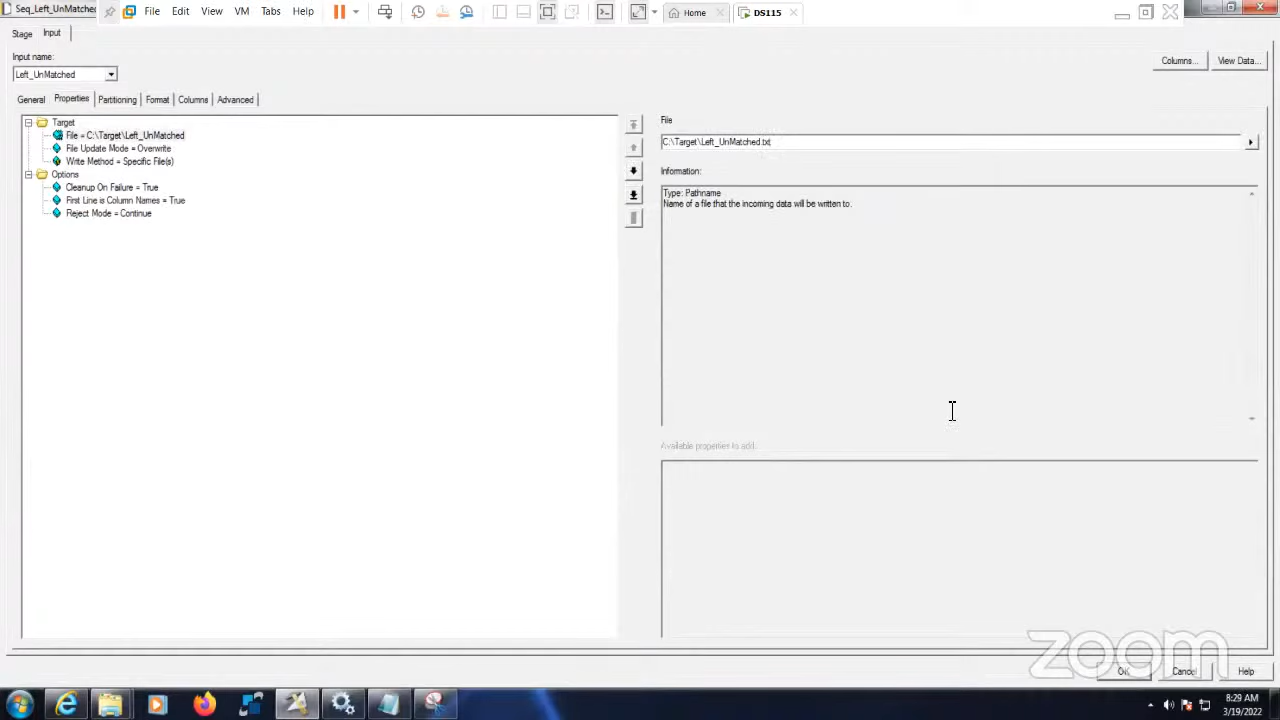 Seq_Left_UnMatched File Edit View VM Tabs Help Home DS115
Stage Input
Input name:
Left_UnMatched Columns... View Data...
General Properties Partitioning Format Columns Advanced
Target
File = C:\Target\Left_UnMatched
File Update Mode = Overwrite
Write Method = Specific File(s)
Options
Cleanup On Failure = True
First Line is Column Names = True
Reject Mode = Continue
File
C:\Target\Left_UnMatched.txt
Information:
Type: Pathname
Name of a file that the incoming data will be written to.
Available properties to add...
zoom
OK Cancel Help
8:29 AM
3/19/2022